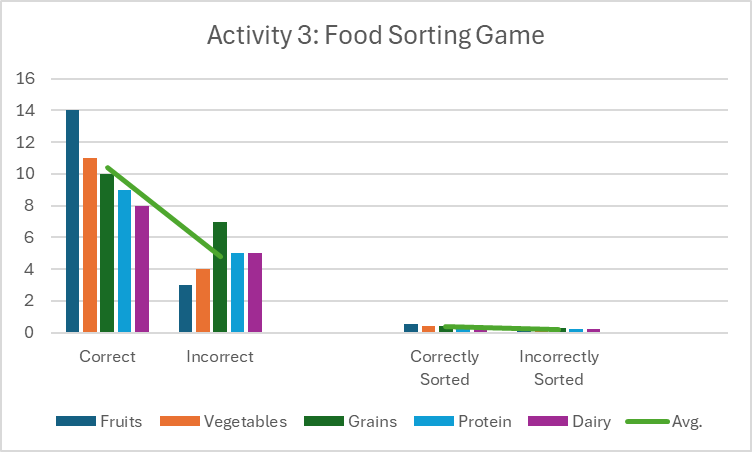 Activity 3: Food Sorting Game
16
14
12
10
8
6
4
2
0
Correct
Incorrect
Correctly
Sorted
Incorrectly
Sorted
Fruits
Vegetables
Grains
Protein
Dairy
Avg.